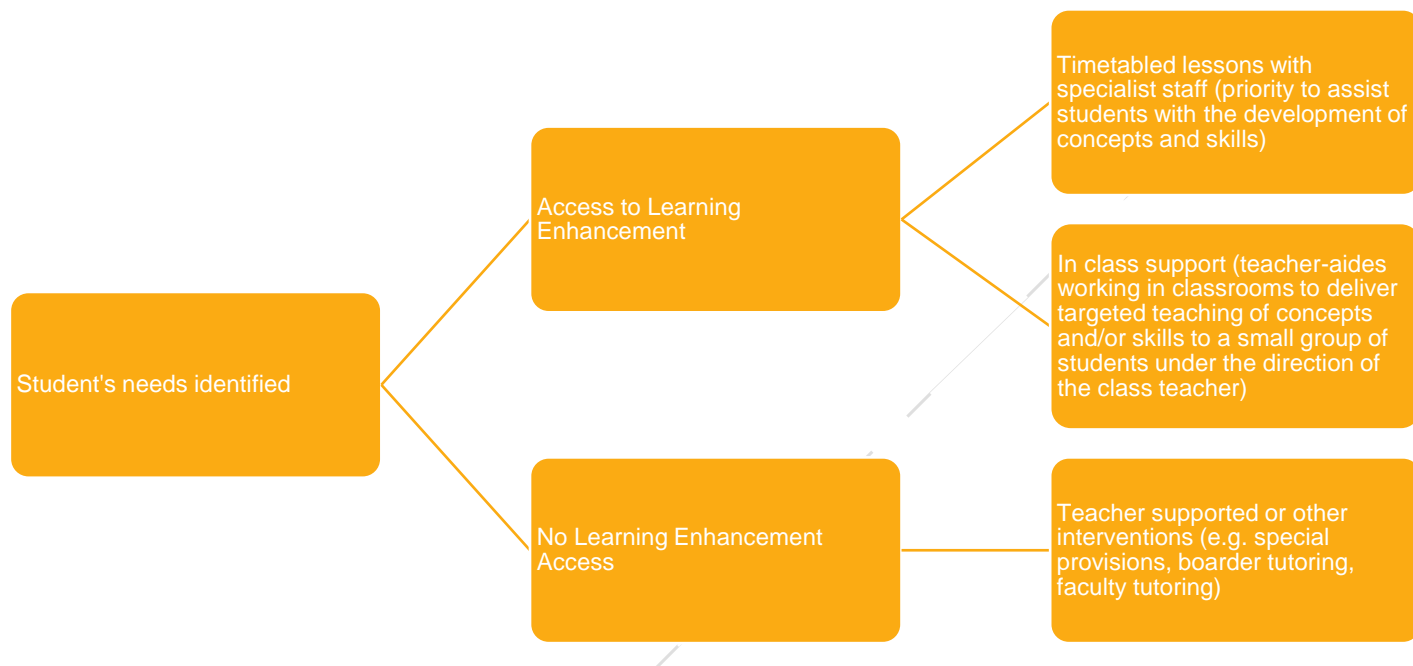 Student's needs identified
Access to Learning
Enhancement
Timetabled lessons with
specialist staff (priority to assist
students with the development of
concepts and skills)
In class support (teacher-aides
working in classrooms to deliver
targeted teaching of concepts
and/or skills to a small group of
students under the direction of
the class teacher)
No Learning Enhancement
Access
Teacher supported or other
interventions (e.g. special
provisions, boarder tutoring,
faculty tutoring)